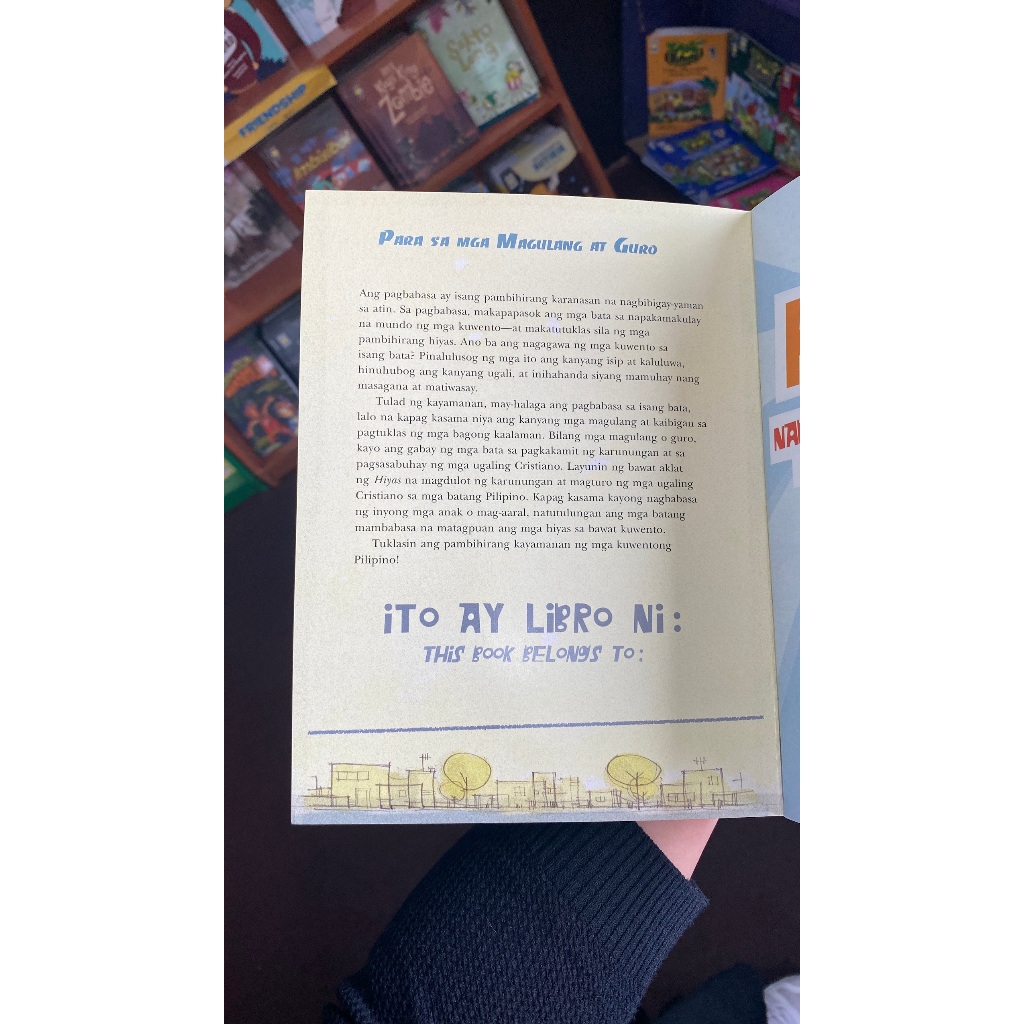 FRIENDSHIP
Zombie
Para sa mga Magulang at Guro
Ang pagbabasa ay isang pambihirang karanasan na nagbibigay-yaman
sa atin. Sa pagbabasa, makapapasok ang mga bata sa napakamakulay
na mundo ng mga kuwento—at makatutuklas sila ng mga
pambihirang hiyas. Ano ba ang nagagawa ng mga kuwento sa
isang bata? Pinalulusog ng mga ito ang kanyang isip at kaluluwa,
hinuhubog ang kanyang ugali, at inihahanda siyang mamuhay nang
masagana at matiwasay.
Tulad ng kayamanan, may-halaga ang pagbabasa sa isang bata,
lalo na kapag kasama niya ang kanyang mga magulang at kaibigan sa
pagtuklas ng mga bagong kaalaman. Bilang mga magulang o guro,
kayo ang gabay ng mga bata sa pagkakamit ng karunungan at sa
pagsasabuhay ng mga ugaling Cristiano. Layunin ng bawat aklat
ng Hiyas na magdulot ng karunungan at magturo ng mga ugaling
Cristiano sa mga batang Pilipino. Kapag kasama kayong nagbabasa
ng inyong mga anak o mag-aaral, natutulungan ang mga batang
mambabasa na matagpuan ang mga hiyas sa bawat kuwento.
Tuklasin ang pambihirang kayamanan ng mga kuwentong
Pilipino!
iTO AY LiBRO Ni:
THiS BOOK BELONGS TO: